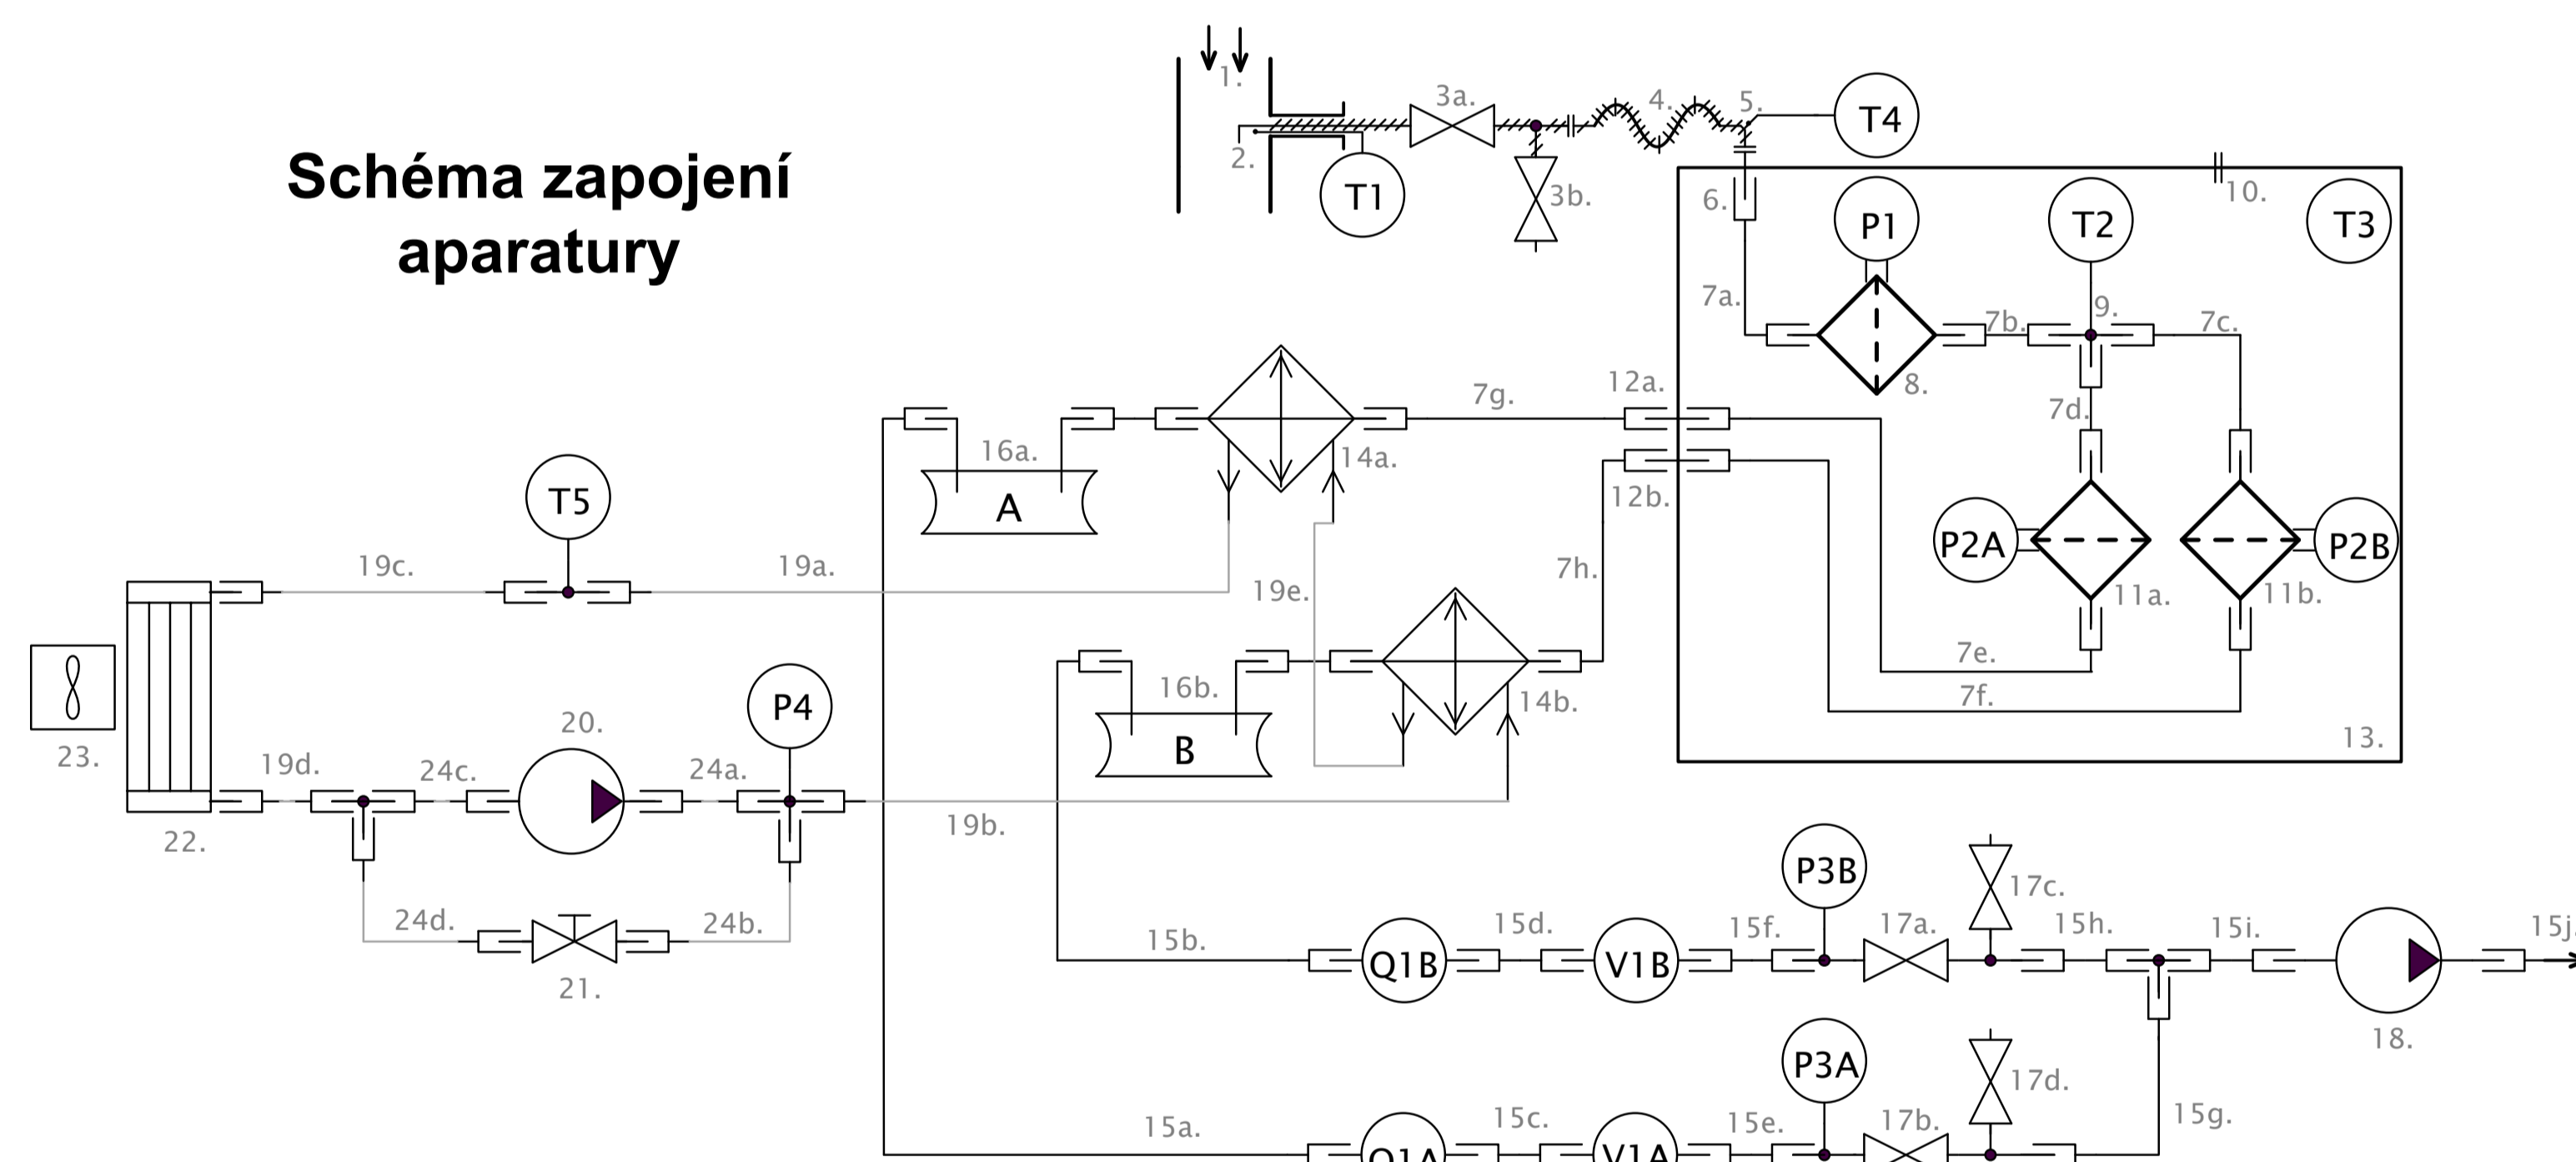 1.
3a.
4.
5.
T4
Schéma zapojení
aparatury
2.
T1
3b.
6.
10.
P1
T2
T3
7a.
7b.
9.
7c.
8.
12a.
7g.
7d.
16a.
14a.
A
12b.
T5
P2A
P2B
19c.
19a.
19e.
7h.
11a.
11b.
7e.
16b.
14b.
7f.
P4
20.
B
13.
23.
19d.
24c.
24a.
22.
19b.
P3B
17c.
24d.
24b.
15b.
15d.
15f.
17a.
15h.
15i.
15j
Q1B
V1B
21.
18.
P3A
17d.
15a.
15c.
15e.
17b.
15g.
Q1A
V1A